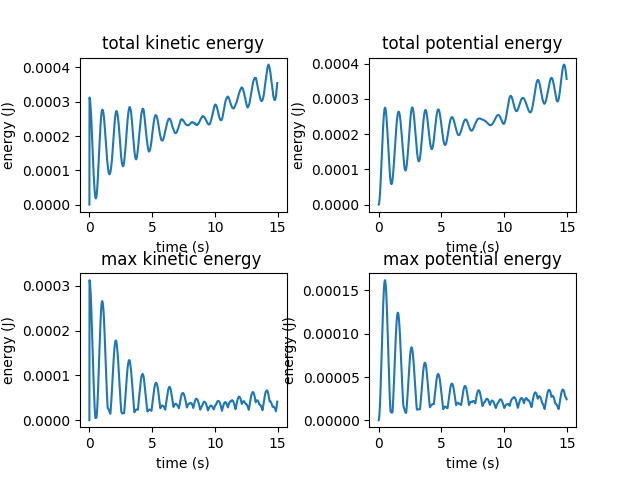 total kinetic energy
total potential energy
energy (J)
0.0004
0.0003
0.0002
0.0001
0.0000
0 5 10 15
time (s)
energy (J)
0.0004
0.0003
0.0002
0.0001
0.0000
0 5 10 15
time (s)
max kinetic energy
max potential energy
energy (J)
0.0003
0.0002
0.0001
0.0000
0 5 10 15
time (s)
energy (J)
0.00015
0.00010
0.00005
0.00000
0 5 10 15
time (s)